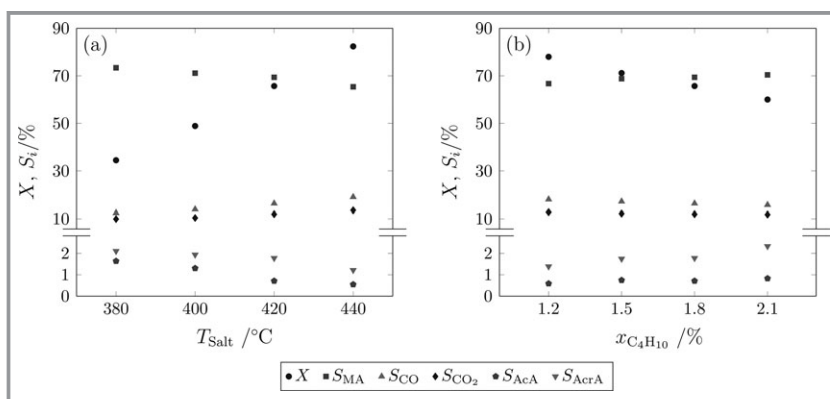 (a)
90
70
50
30
10
2
1
0
X, S_i/%
380 400 420 440
T_Salt /°C
(b)
90
70
50
30
10
2
1
0
X, S_i/%
1.2 1.5 1.8 2.1
x_C₄H₁₀ /%
X S_MA S_CO S_CO₂ S_AcA S_AcrA